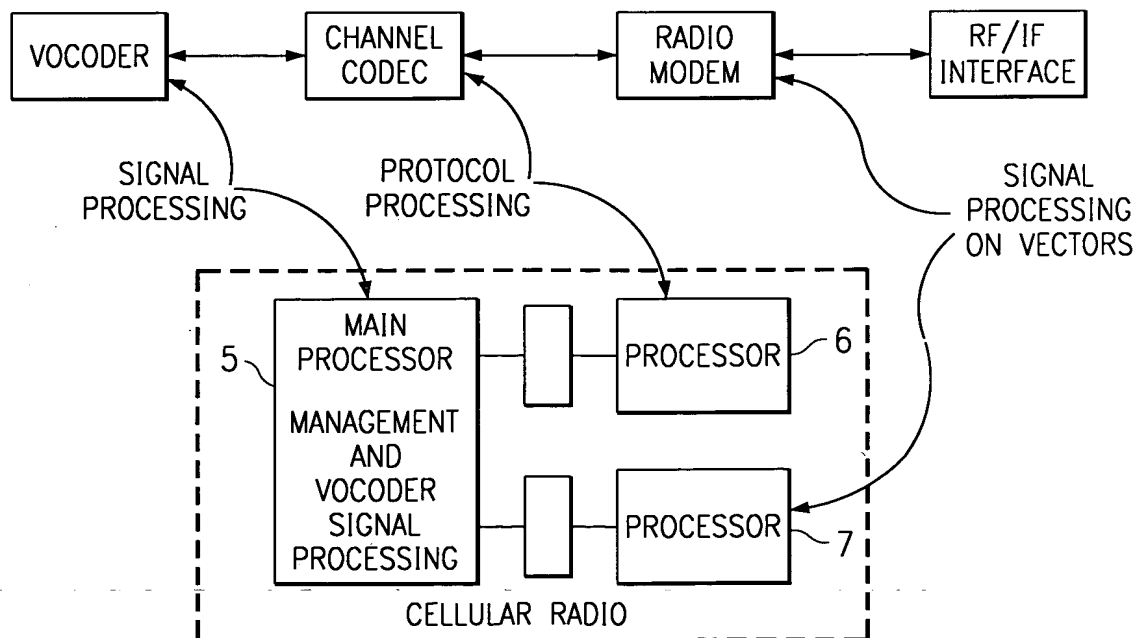 VOCODER
CHANNEL
CODEC
RADIO
MODEM
RF/IF
INTERFACE
SIGNAL
PROCESSING
PROTOCOL
PROCESSING
SIGNAL
PROCESSING
ON VECTORS
5
MAIN
PROCESSOR
MANAGEMENT
AND
VOCODER
SIGNAL
PROCESSING
PROCESSOR
6
PROCESSOR
7
CELLULAR RADIO